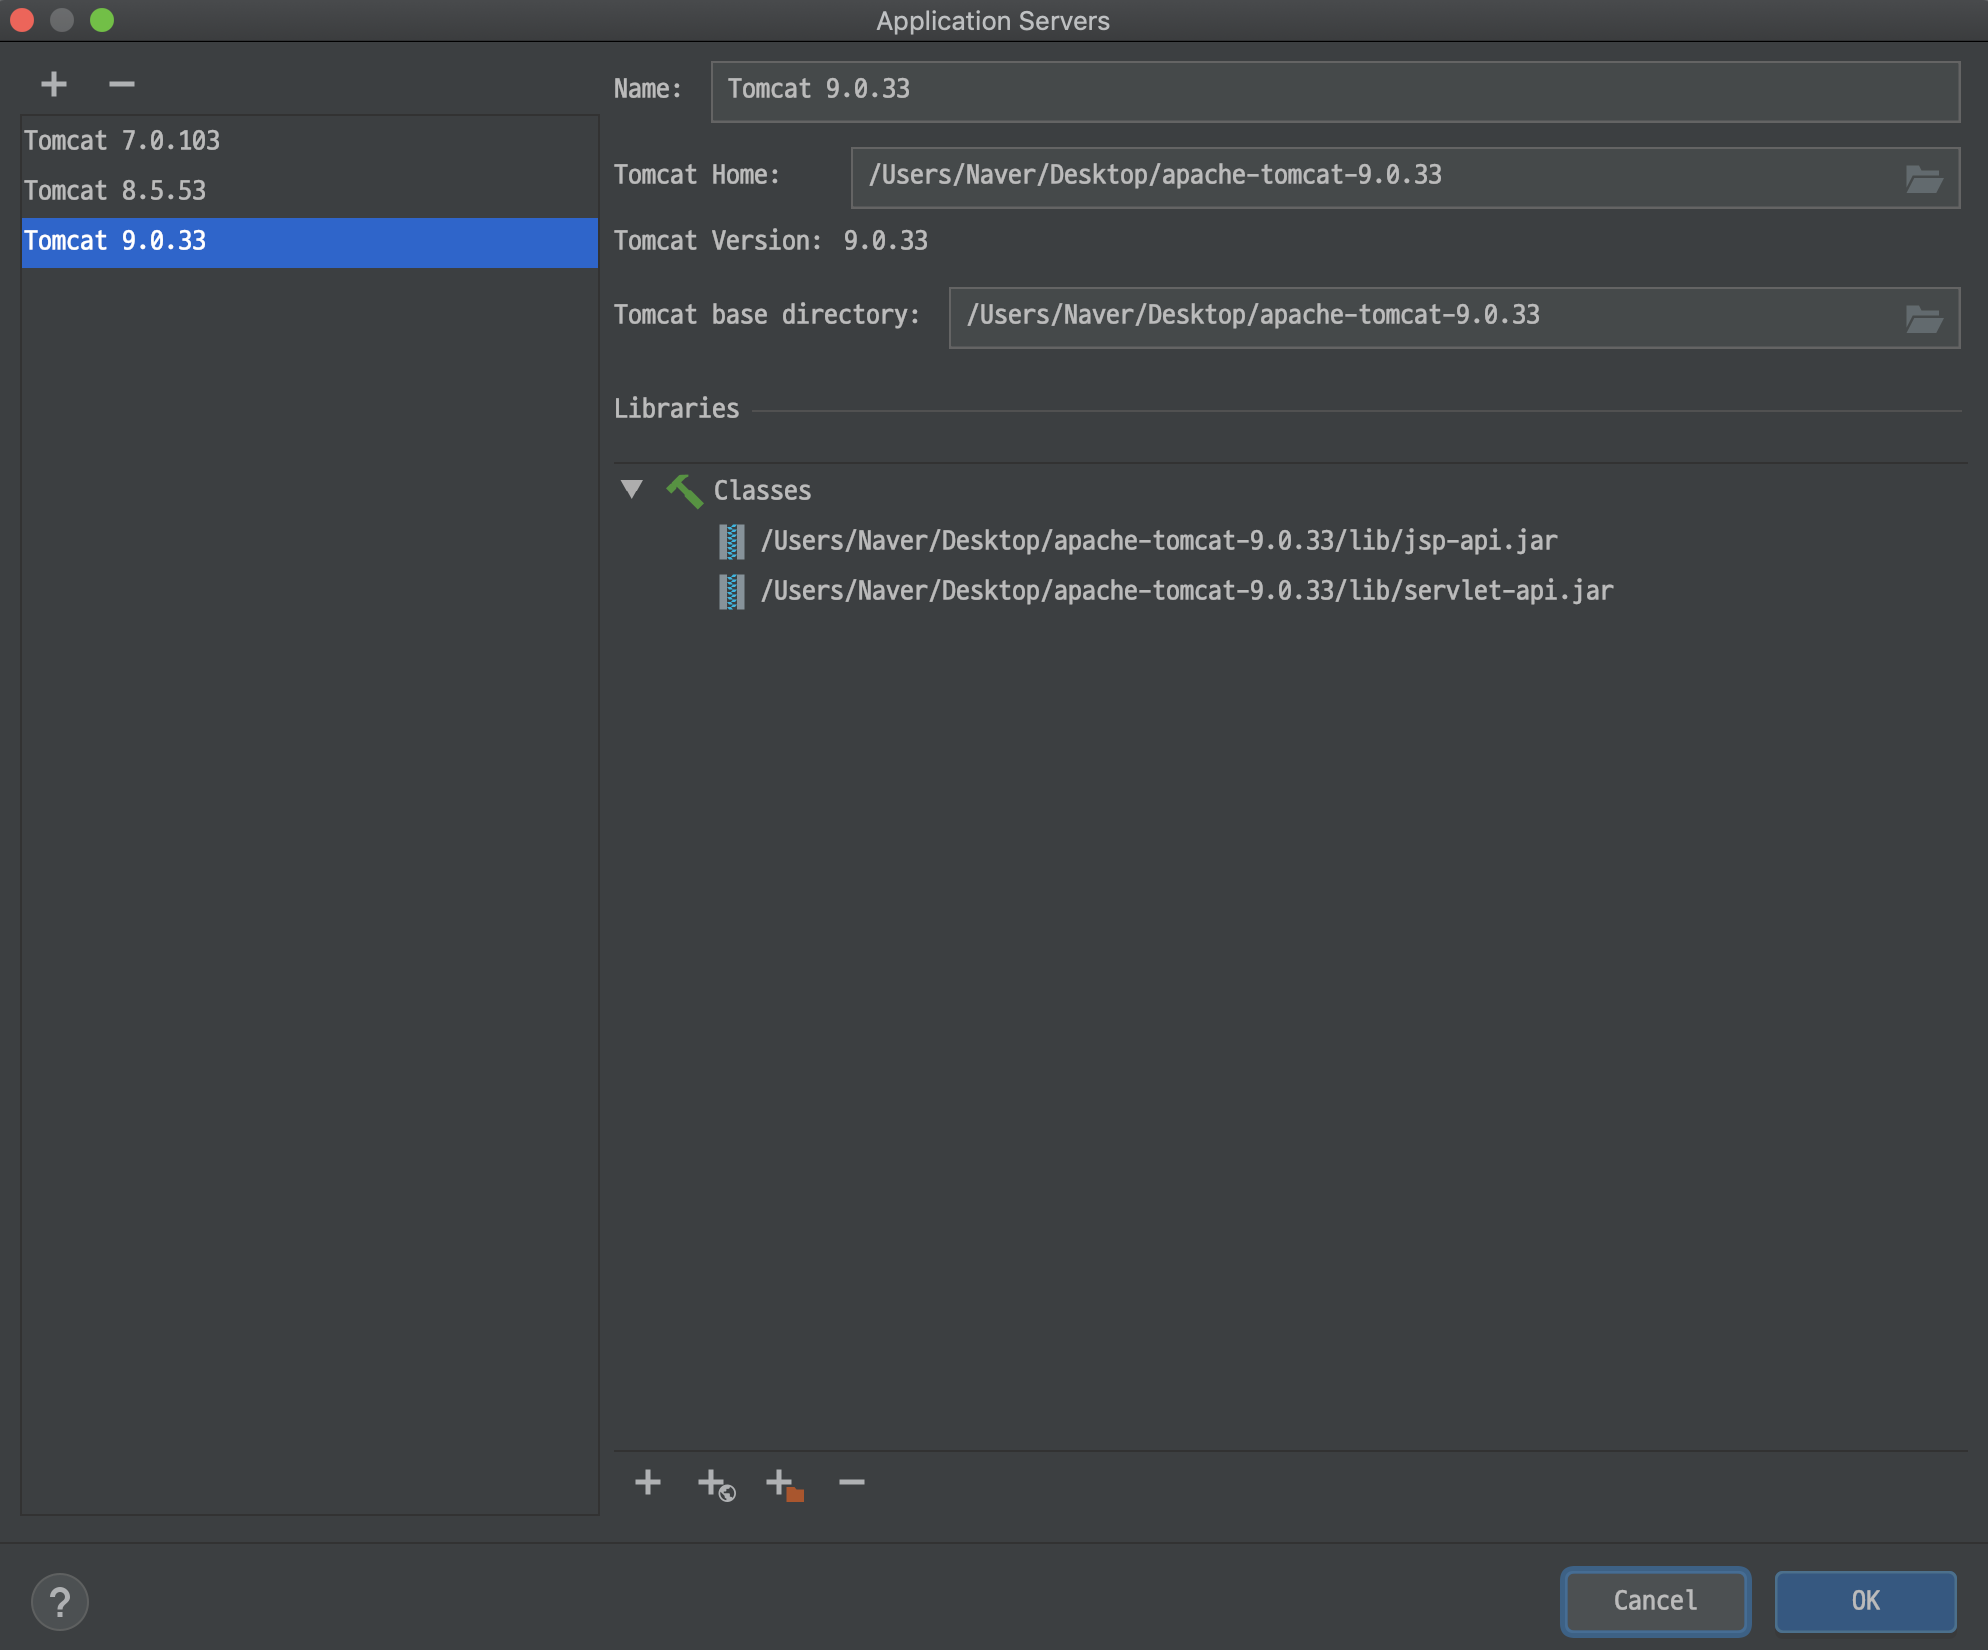 Application Servers
Tomcat 7.0.103
Tomcat 8.5.53
Tomcat 9.0.33
Name: Tomcat 9.0.33
Tomcat Home: /Users/Naver/Desktop/apache-tomcat-9.0.33
Tomcat Version: 9.0.33
Tomcat base directory: /Users/Naver/Desktop/apache-tomcat-9.0.33
Libraries
Classes
/Users/Naver/Desktop/apache-tomcat-9.0.33/lib/jsp-api.jar
/Users/Naver/Desktop/apache-tomcat-9.0.33/lib/servlet-api.jar
?
Cancel OK